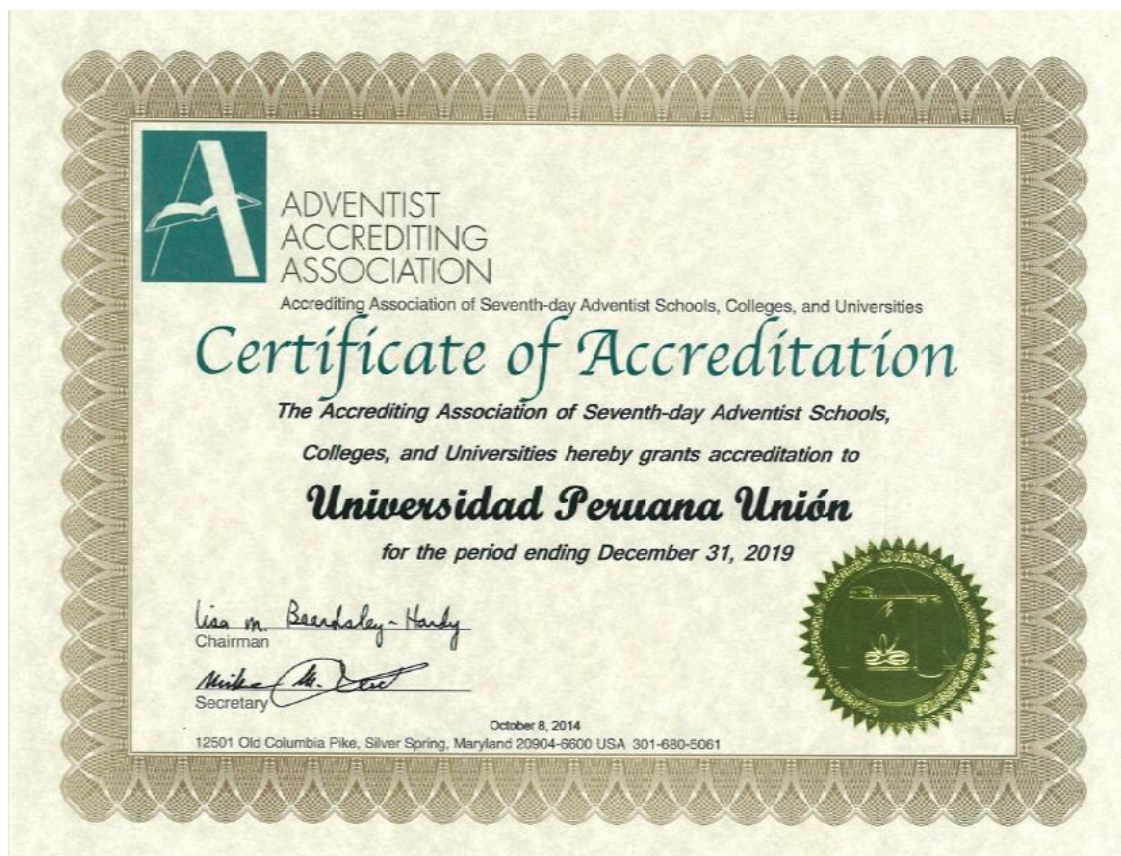 ADVENTIST
ACCREDITING
ASSOCIATION
Accrediting Association of Seventh-day Adventist Schools, Colleges, and Universities
Certificate of Accreditation
The Accrediting Association of Seventh-day Adventist Schools,
Colleges, and Universities hereby grants accreditation to
Universidad Peruana Unión
for the period ending December 31, 2019
Lisa M. Beardsley-Hardy
Chairman
Secretary
October 8, 2014
12501 Old Columbia Pike, Silver Spring, Maryland 20904-6600 USA 301-680-5061